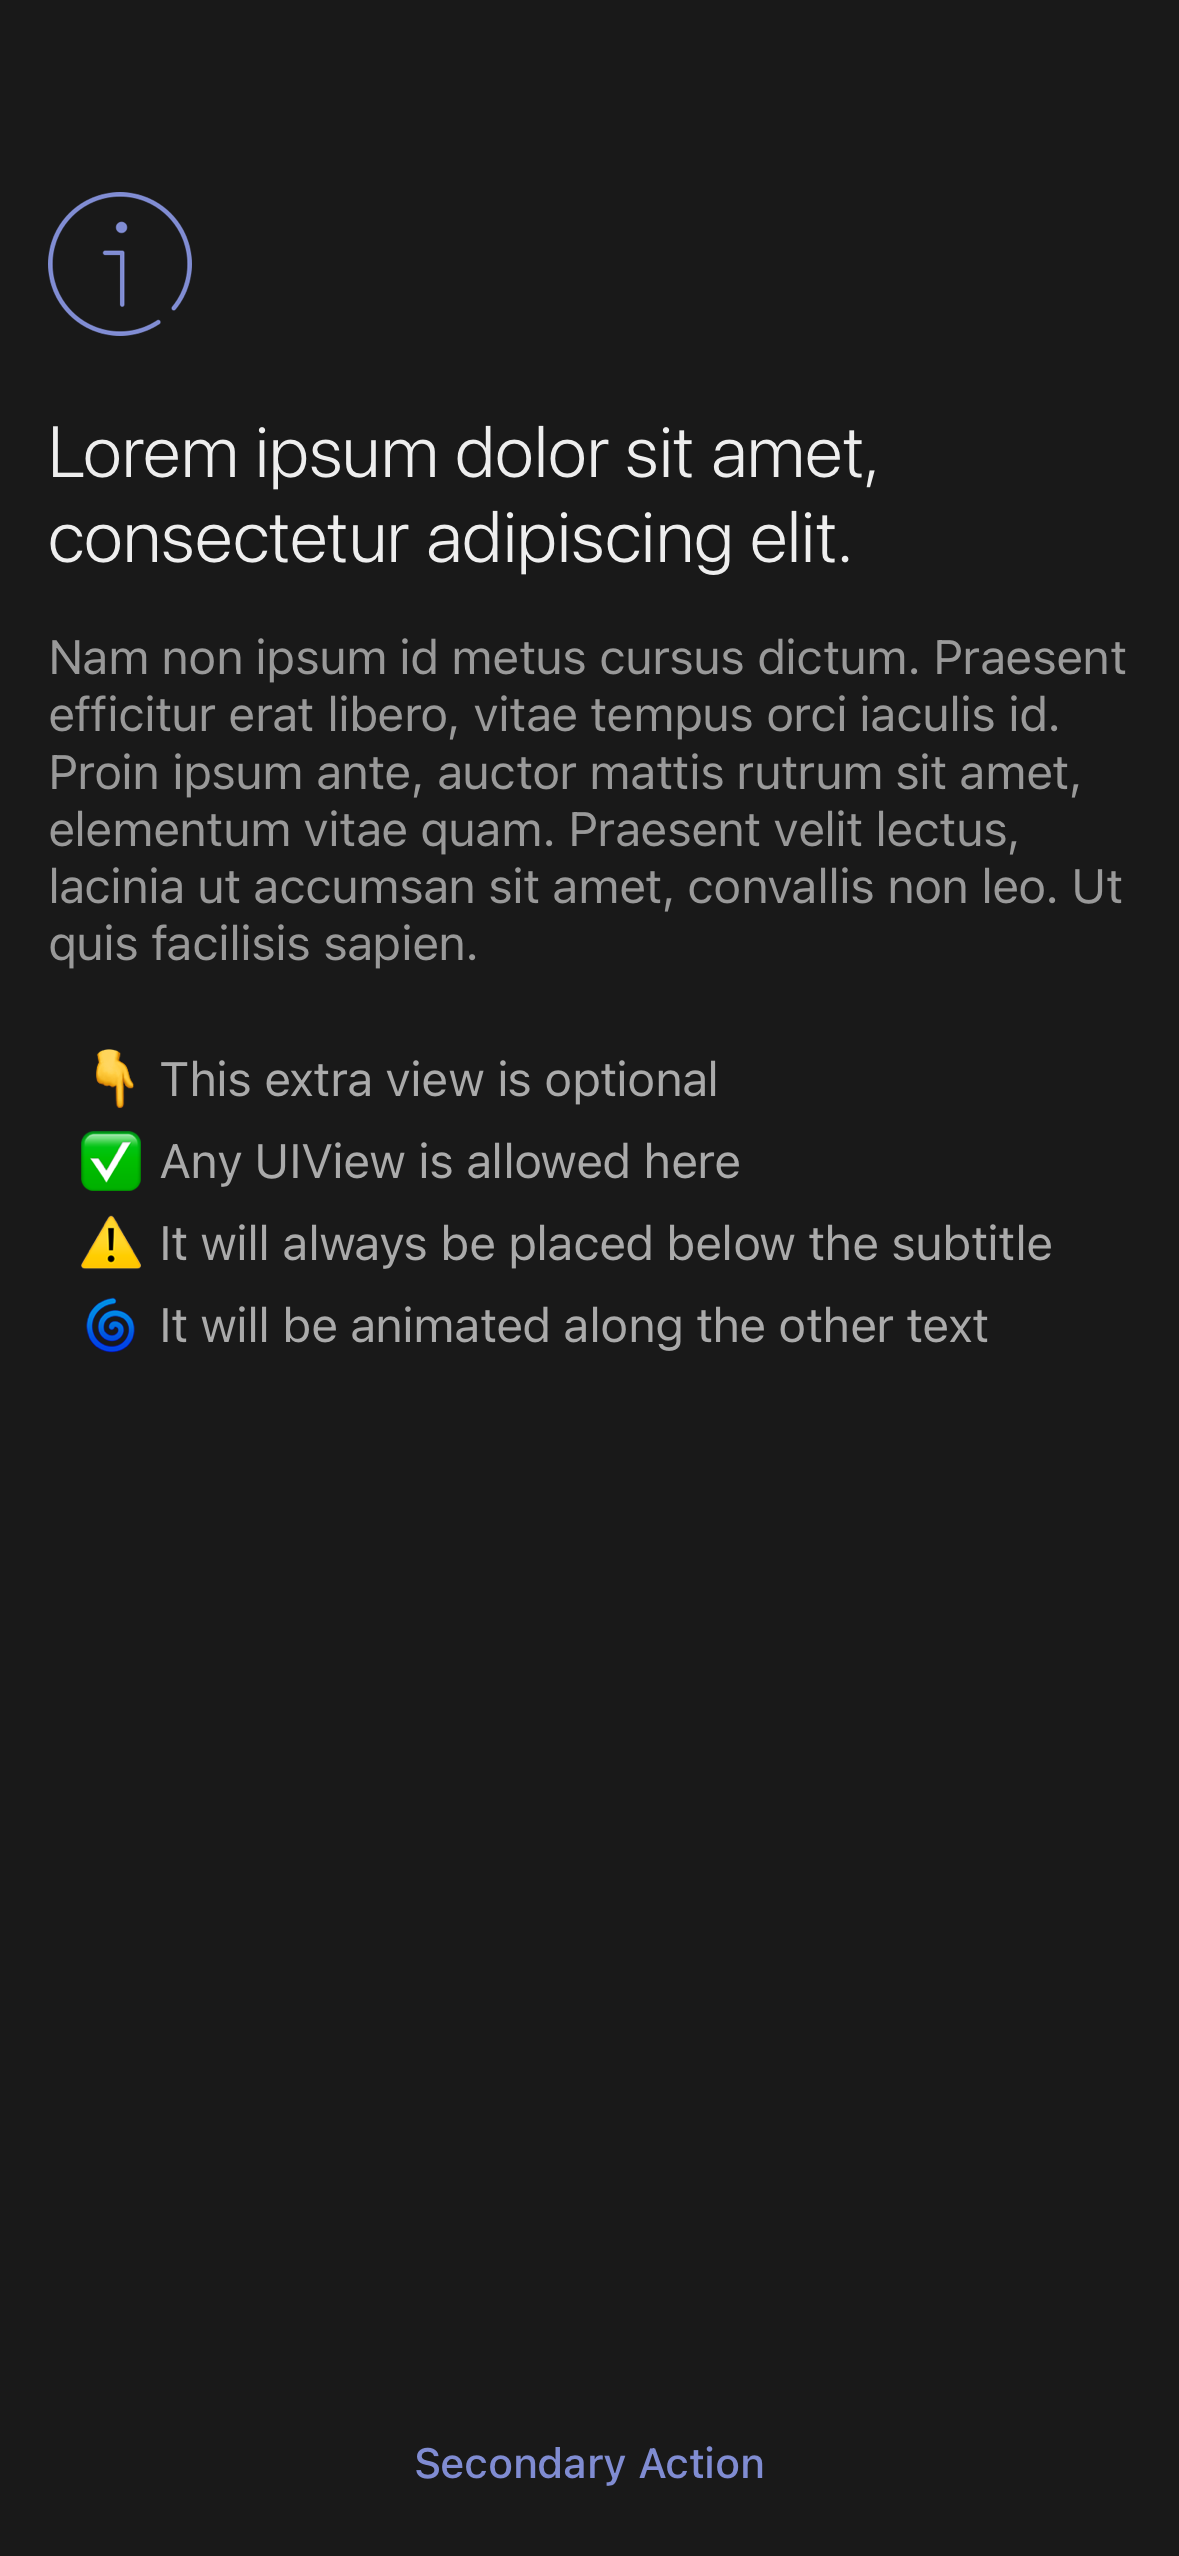 Lorem ipsum dolor sit amet,
consectetur adipiscing elit.
Nam non ipsum id metus cursus dictum. Praesent
efficitur erat libero, vitae tempus orci iaculis id.
Proin ipsum ante, auctor mattis rutrum sit amet,
elementum vitae quam. Praesent velit lectus,
lacinia ut accumsan sit amet, convallis non leo. Ut
quis facilisis sapien.
👇 This extra view is optional
✅ Any UIView is allowed here
⚠️ It will always be placed below the subtitle
🌀 It will be animated along the other text
Secondary Action